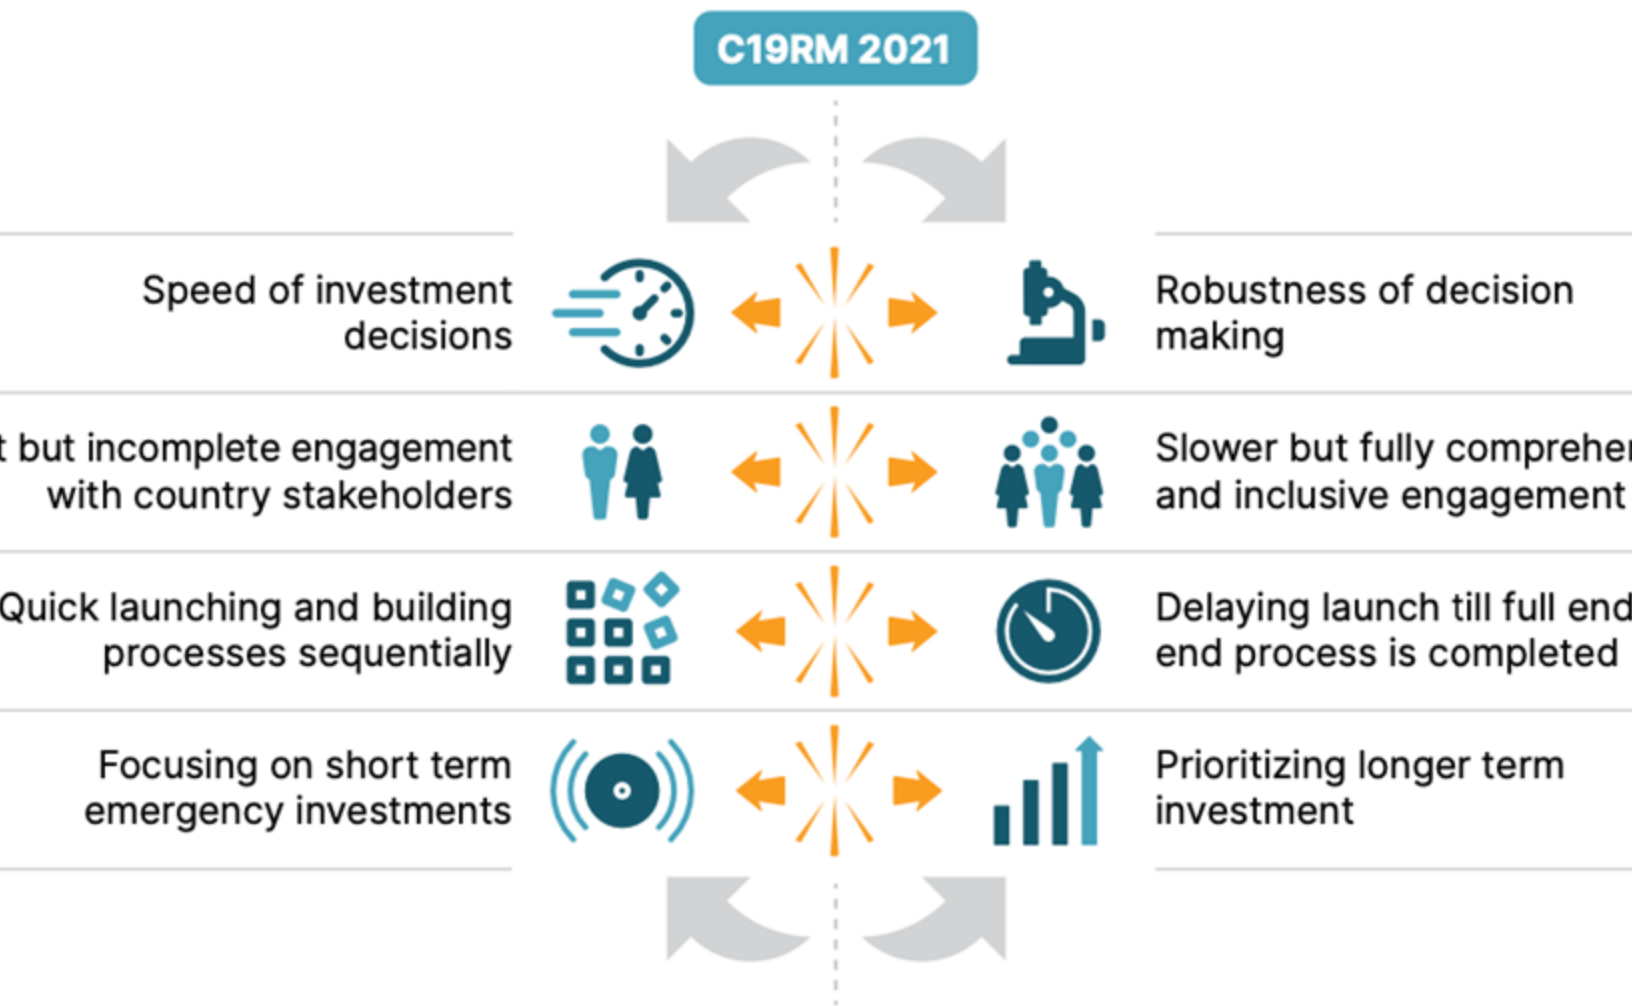 C19RM 2021
Speed of investment
decisions
Robustness of decision
making
but incomplete engagement
with country stakeholders
Slower but fully
and inclusive engagement
Quick launching and building
processes sequentially
Delaying launch till full end
end process is completed
Focusing on short term
emergency investments
Prioritizing longer term
investment